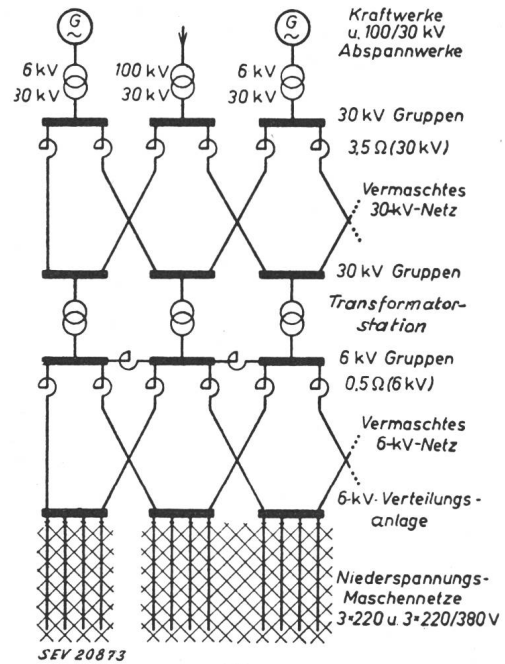 G
G
Kraftwerke
u. 100/30 kV
Abspannwerke
6 kV
100 kV
6 kV
30 kV
30 kV
30 kV
30 kV Gruppen
3,5 Ω (30 kV)
Vermaschtes
30-kV-Netz
30 kV Gruppen
Transformator-
station
6 kV Gruppen
0,5 Ω (6 kV)
Vermaschtes
6-kV-Netz
6-kV-Verteilungs-
anlage
Niederspannungs-
Maschennetze
3×220 u. 3×220/380 V
SEV 20873